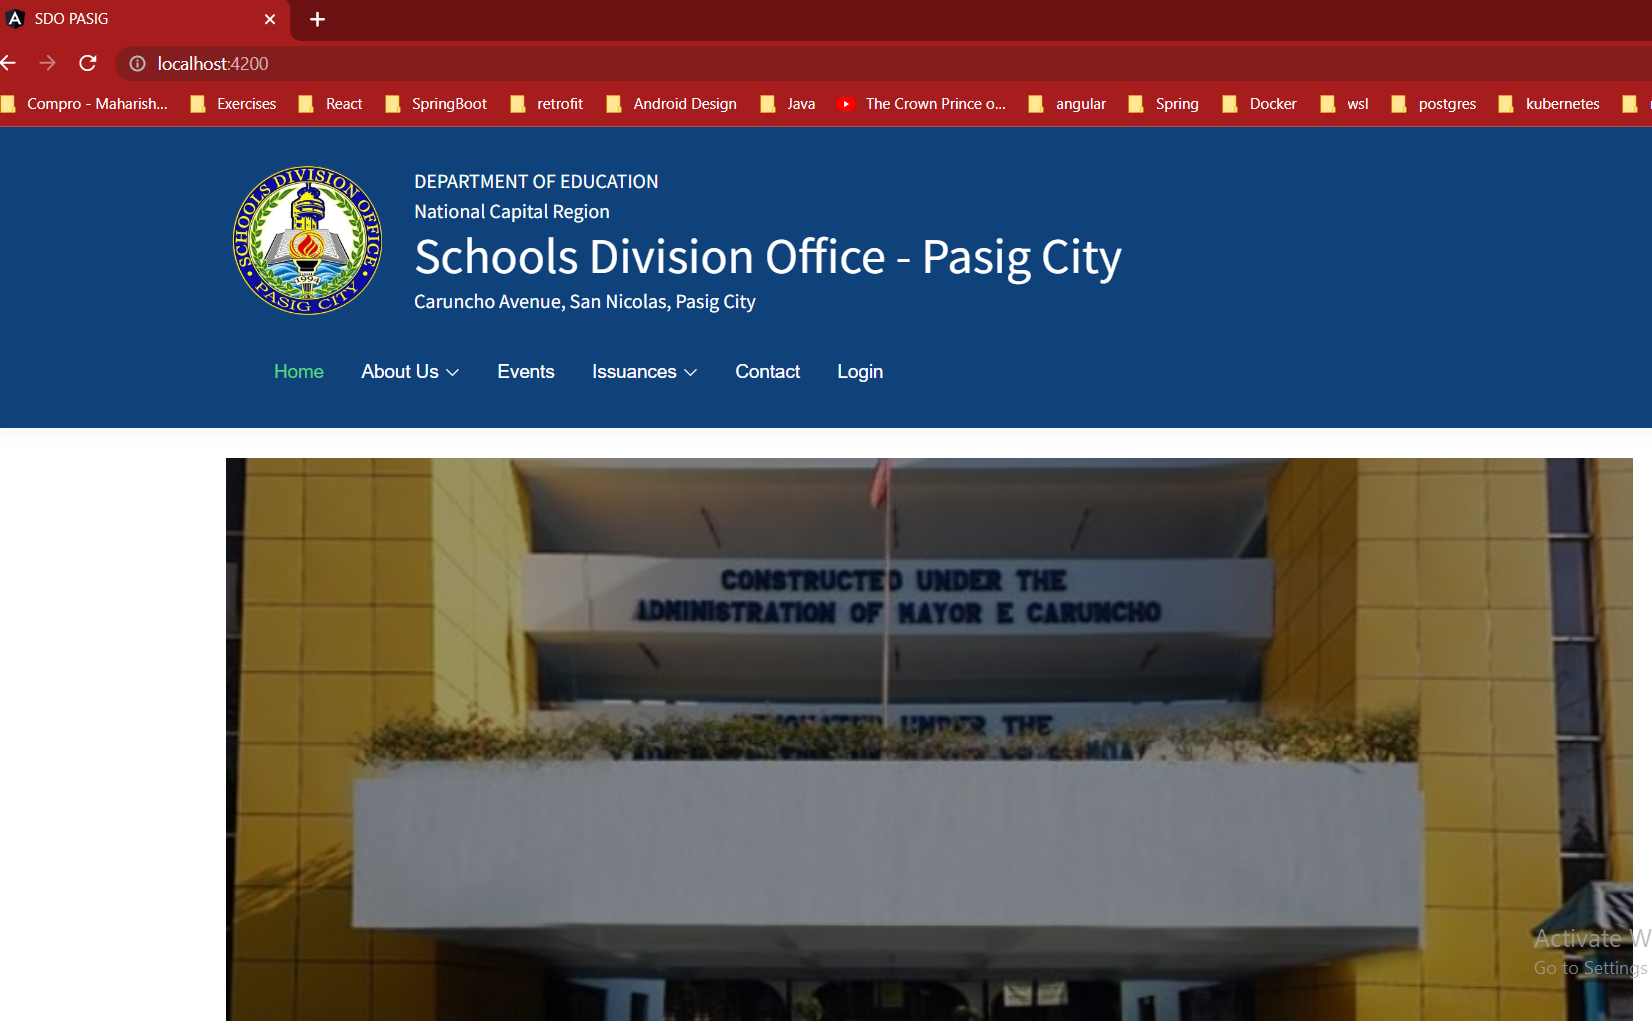 SDO PASIG
localhost:4200
Compro - Maharish... Exercises React SpringBoot retrofit Android Design Java The Crown Prince o... angular Spring Docker wsl postgres kubernetes
SCHOOLS DIVISION OFFICE
1994
PASIG CITY
DEPARTMENT OF EDUCATION
National Capital Region
Schools Division Office - Pasig City
Caruncho Avenue, San Nicolas, Pasig City
Home About Us Events Issuances Contact Login
CONSTRUCTED UNDER THE
ADMINISTRATION OF MAYOR E CARUNCHO
UNDER THE
Activate W
Go to Settings